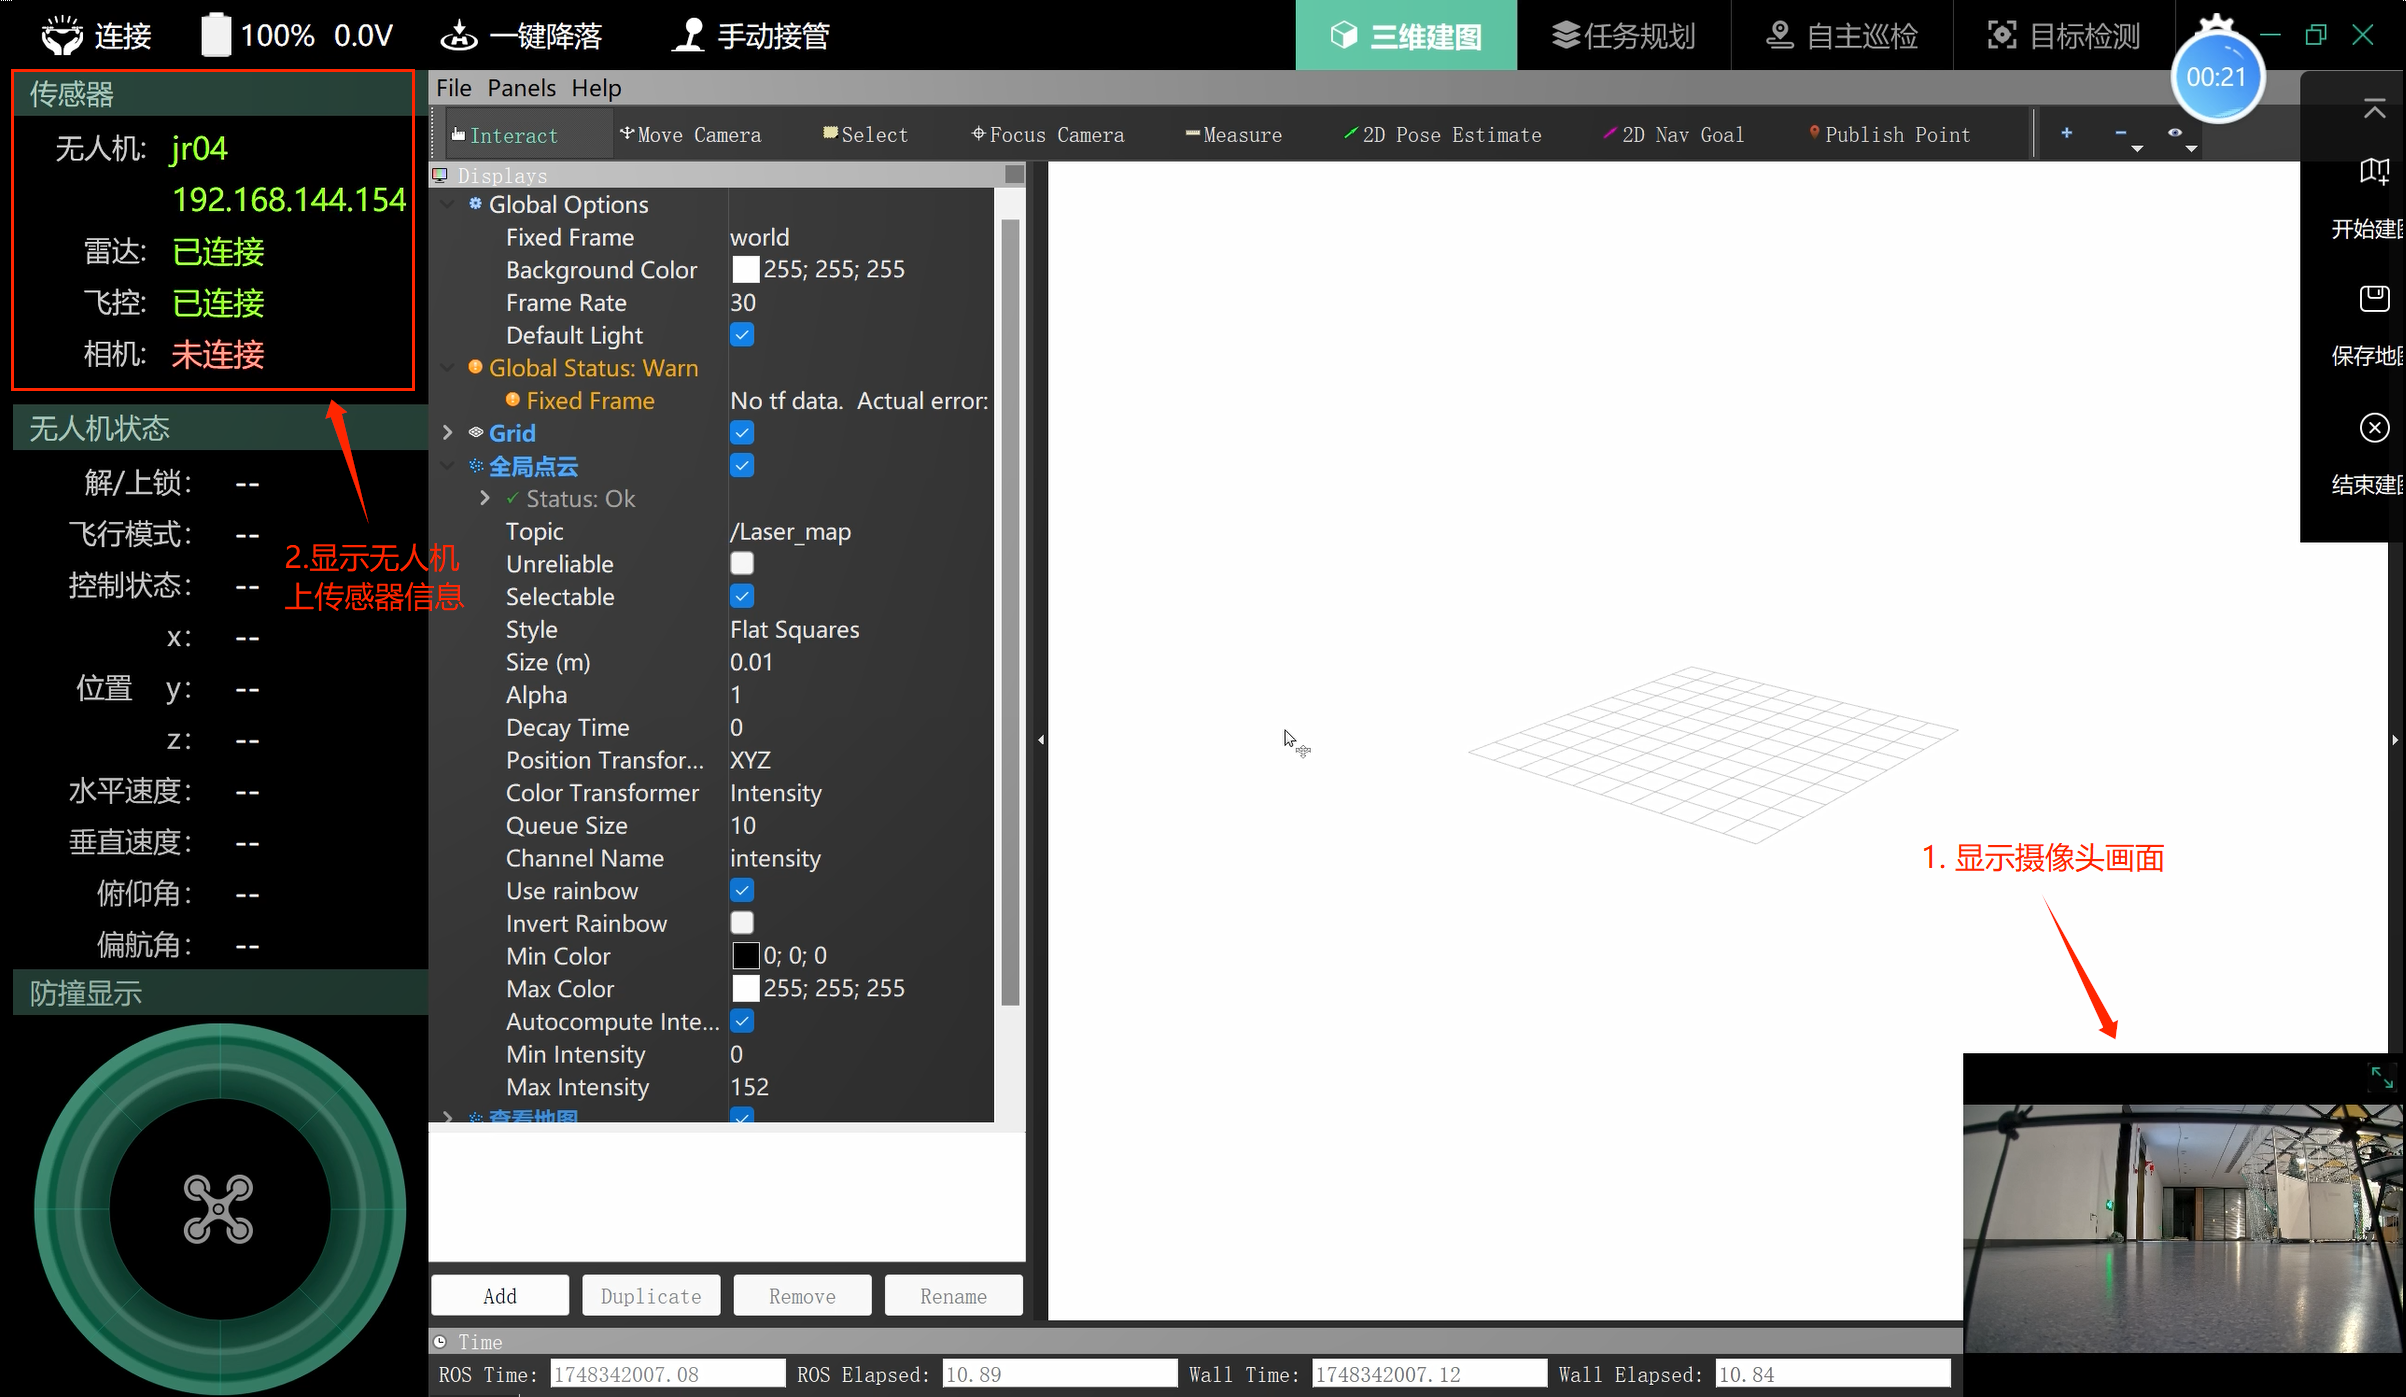 连接 100% 0.0V 一键降落 手动接管 三维建图 任务规划 自主巡检 目标检测
00:21
传感器
无人机: jr04
192.168.144.154
雷达: 已连接
飞控: 已连接
相机: 未连接
无人机状态
解/上锁: --
飞行模式: --
控制状态: --
x: --
位置 y: --
z: --
水平速度: --
垂直速度: --
俯仰角: --
偏航角: --
防撞显示
2.显示无人机
上传感器信息
File Panels Help
Interact Move Camera Select Focus Camera Measure 2D Pose Estimate 2D Nav Goal Publish Point
Displays
Global Options
Fixed Frame world
Background Color 255; 255; 255
Frame Rate 30
Default Light
Global Status: Warn
Fixed Frame No tf data. Actual error:
Grid
全局点云
Status: Ok
Topic /Laser_map
Unreliable
Selectable
Style Flat Squares
Size (m) 0.01
Alpha 1
Decay Time 0
Position Transfor... XYZ
Color Transformer Intensity
Queue Size 10
Channel Name intensity
Use rainbow
Invert Rainbow
Min Color 0; 0; 0
Max Color 255; 255; 255
Autocompute Inte...
Min Intensity 0
Max Intensity 152
查看地图
Add Duplicate Remove Rename
开始建图
保存地图
结束建图
1. 显示摄像头画面
Time
ROS Time: 1748342007.08 ROS Elapsed: 10.89 Wall Time: 1748342007.12 Wall Elapsed: 10.84